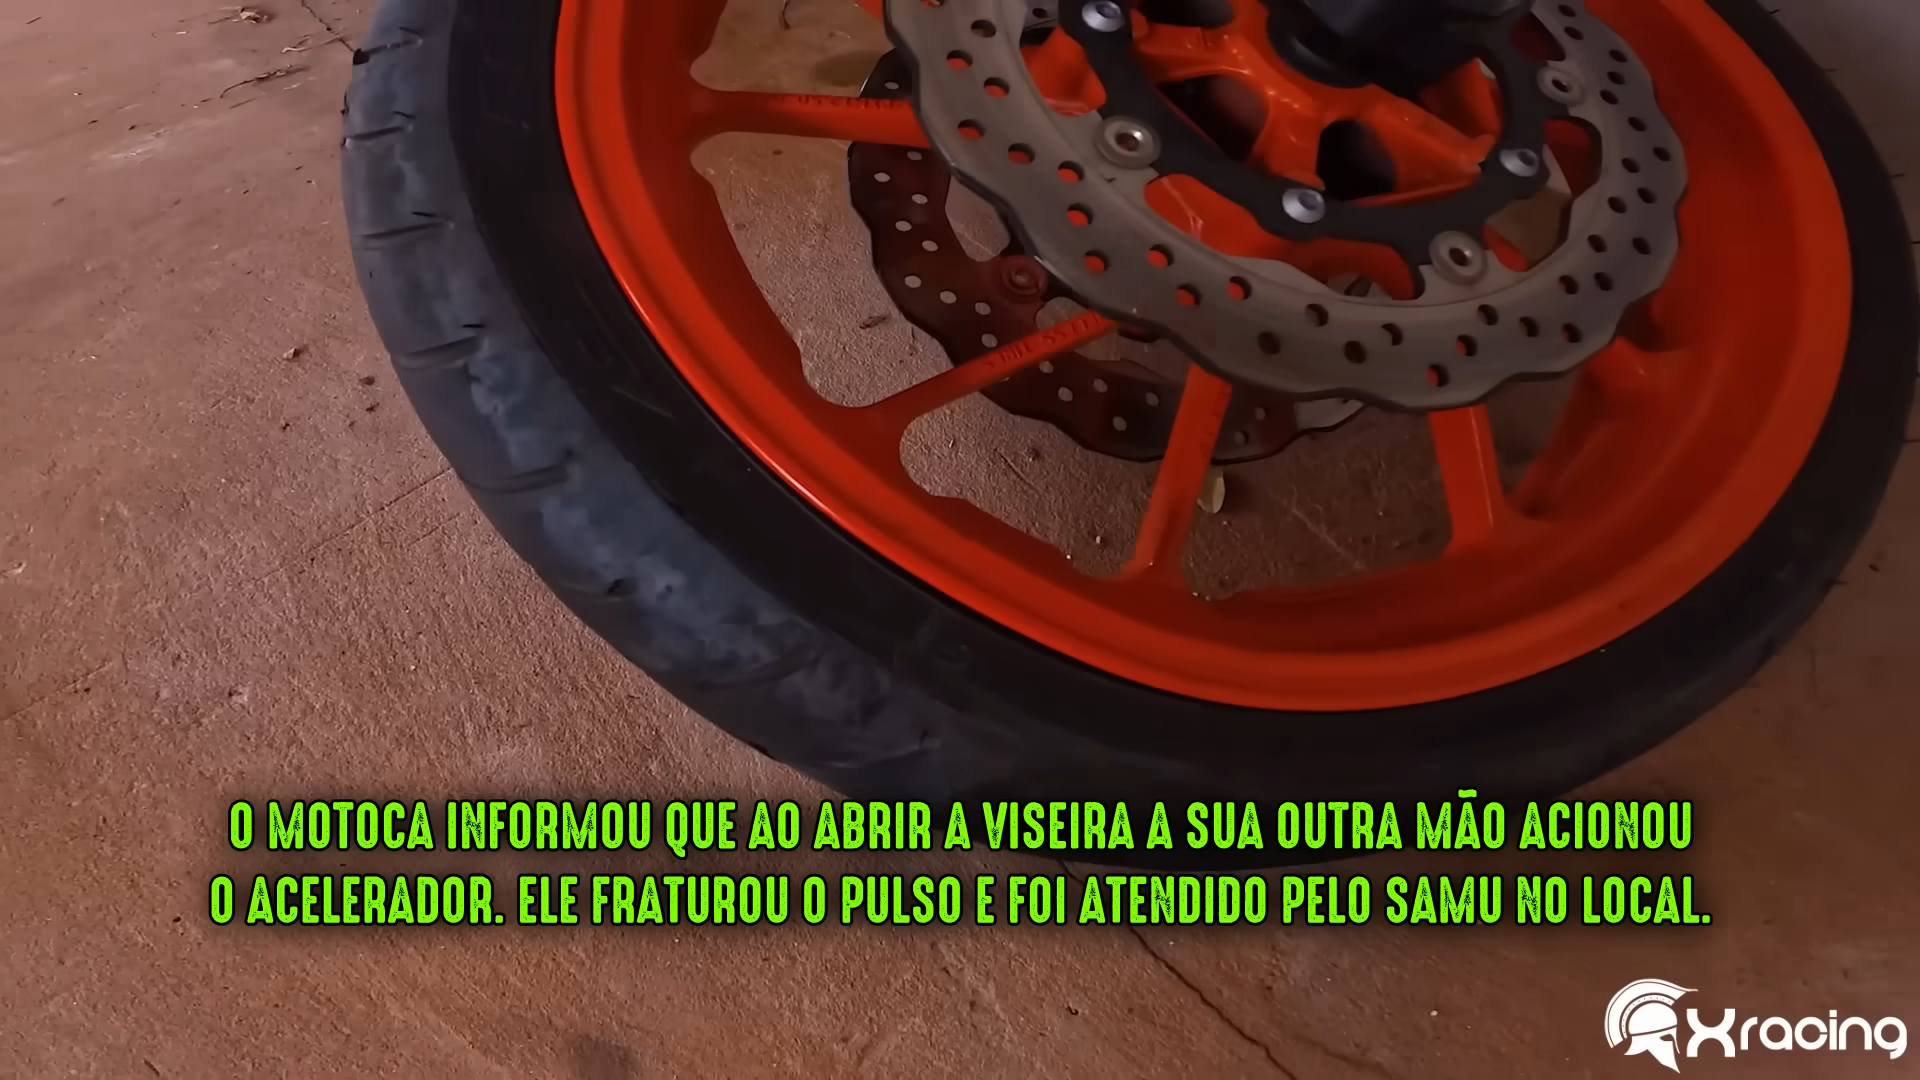 O MOTOCA INFORMOU QUE AO ABRIR A VISEIRA A SUA OUTRA MÃO ACIONOU
O ACELERADOR. ELE FRATUROU O PULSO E FOI ATENDIDO PELO SAMU NO LOCAL.
Xracing